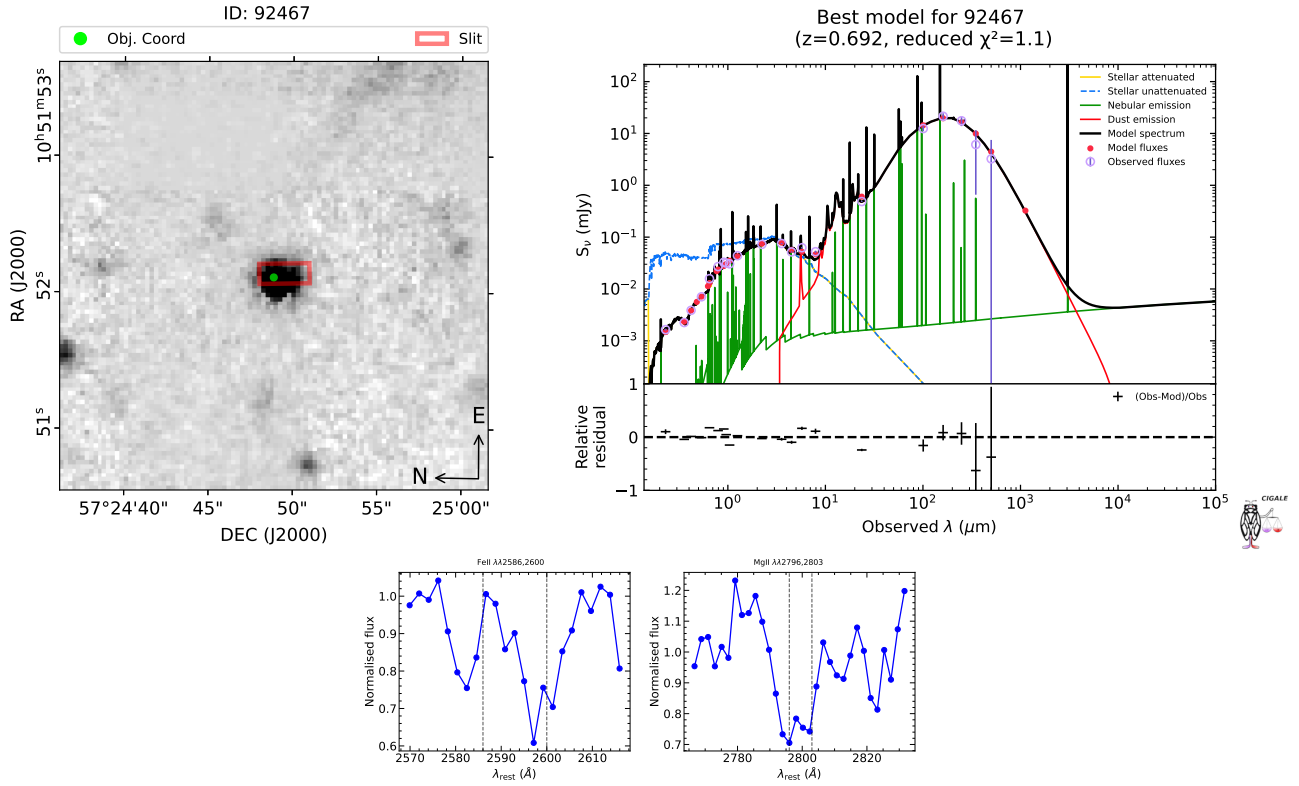 ID: 92467
Obj. Coord
Slit
10ʰ51ᵐ53ˢ
52ˢ
51ˢ
RA (J2000)
E
N
57°24'40"
45"
50"
55"
25'00"
DEC (J2000)
Best model for 92467
(z=0.692, reduced χ²=1.1)
10²
10¹
10⁰
10⁻¹
10⁻²
10⁻³
S_ν (mJy)
Stellar attenuated
Stellar unattenuated
Nebular emission
Dust emission
Model spectrum
Model fluxes
Observed fluxes
1
0
−1
Relative
residual
(Obs-Mod)/Obs
10⁰
10¹
10²
10³
10⁴
10⁵
Observed λ (μm)
CIGALE
FeII λλ2586,2600
1.0
0.9
0.8
0.7
0.6
Normalised flux
2570
2580
2590
2600
2610
λ_rest (Å)
MgII λλ2796,2803
1.2
1.1
1.0
0.9
0.8
0.7
Normalised flux
2780
2800
2820
λ_rest (Å)